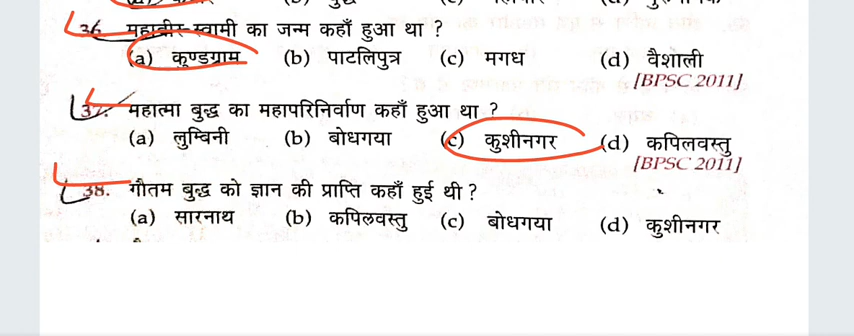 36. महावीर स्वामी का जन्म कहाँ हुआ था ?
(a) कुण्डग्राम (b) पाटलिपुत्र (c) मगध (d) वैशाली
[BPSC 2011]
37. महात्मा बुद्ध का महापरिनिर्वाण कहाँ हुआ था ?
(a) लुम्बिनी (b) बोधगया (c) कुशीनगर (d) कपिलवस्तु
[BPSC 2011]
38. गौतम बुद्ध को ज्ञान की प्राप्ति कहाँ हुई थी ?
(a) सारनाथ (b) कपिलवस्तु (c) बोधगया (d) कुशीनगर